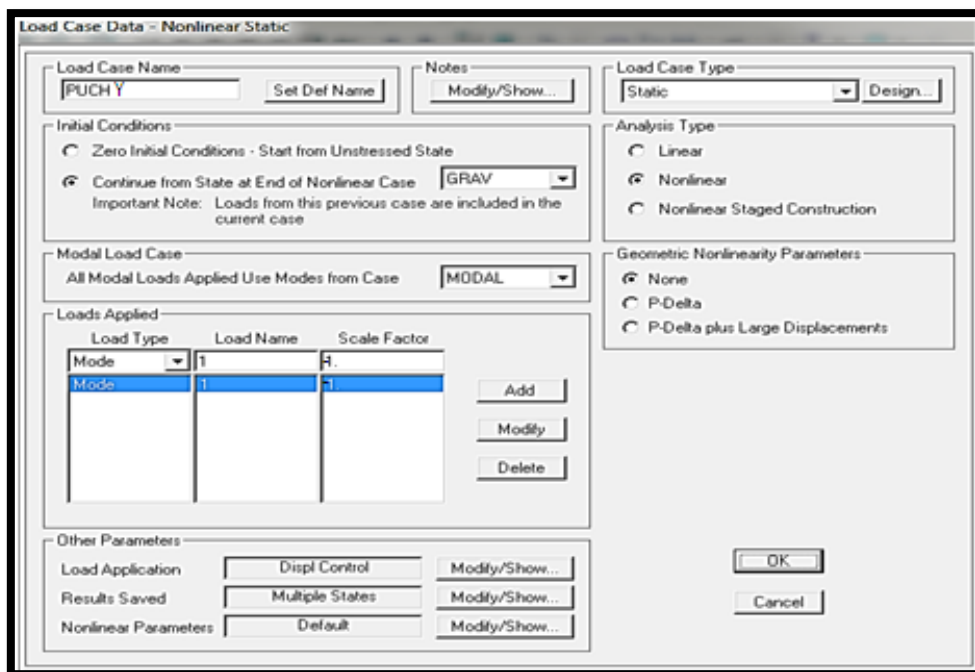 Load Case Data - Nonlinear Static
Load Case Name
PUCH Y
Set Def Name
Notes
Modify/Show...
Load Case Type
Static
Design...
Initial Conditions
Zero Initial Conditions - Start from Unstressed State
Continue from State at End of Nonlinear Case
GRAV
Important Note: Loads from this previous case are included in the
current case
Analysis Type
Linear
Nonlinear
Nonlinear Staged Construction
Modal Load Case
All Modal Loads Applied Use Modes from Case
MODAL
Geometric Nonlinearity Parameters
None
P-Delta
P-Delta plus Large Displacements
Loads Applied
Load Type Load Name Scale Factor
Mode 1 -1.
Mode 1 -1.
Add
Modify
Delete
Other Parameters
Load Application Displ Control Modify/Show...
Results Saved Multiple States Modify/Show...
Nonlinear Parameters Default Modify/Show...
OK
Cancel